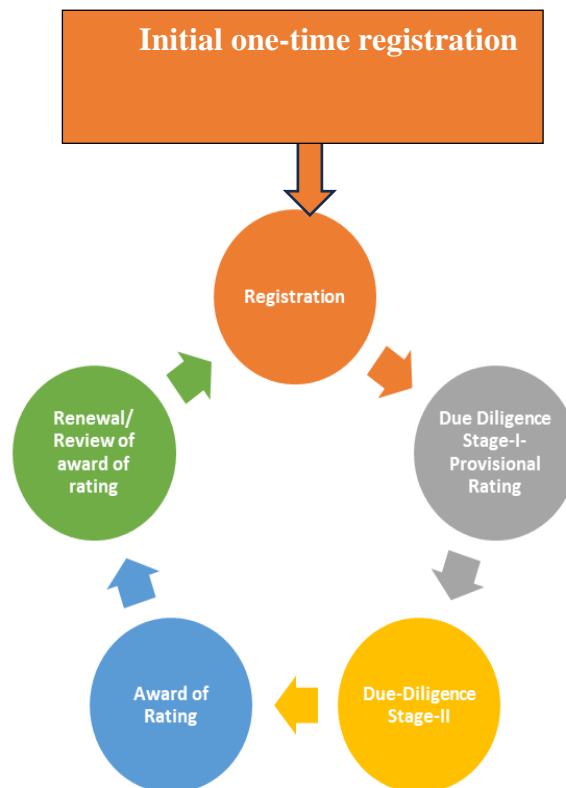 Initial one-time registration
Registration
Due Diligence
Stage-I-
Provisional
Rating
Due-Diligence
Stage-II
Award of
Rating
Renewal/
Review of
award of
rating